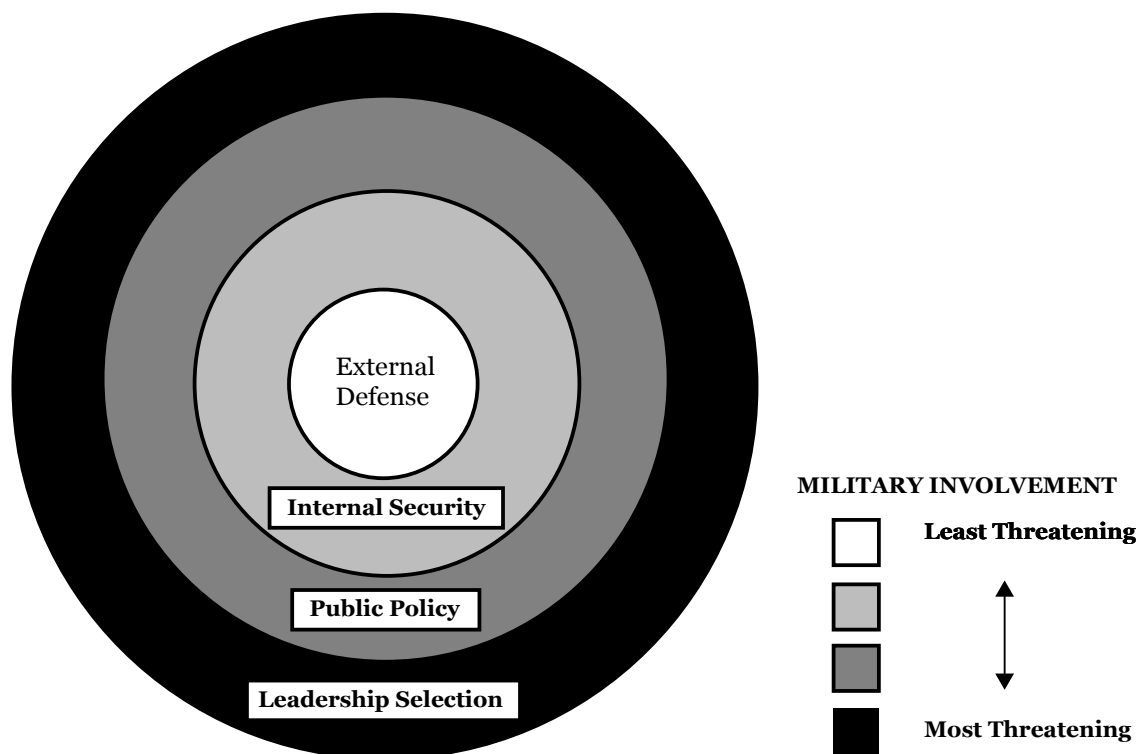 External
Defense
Internal Security
Public Policy
Leadership Selection
MILITARY INVOLVEMENT
Least Threatening
Most Threatening